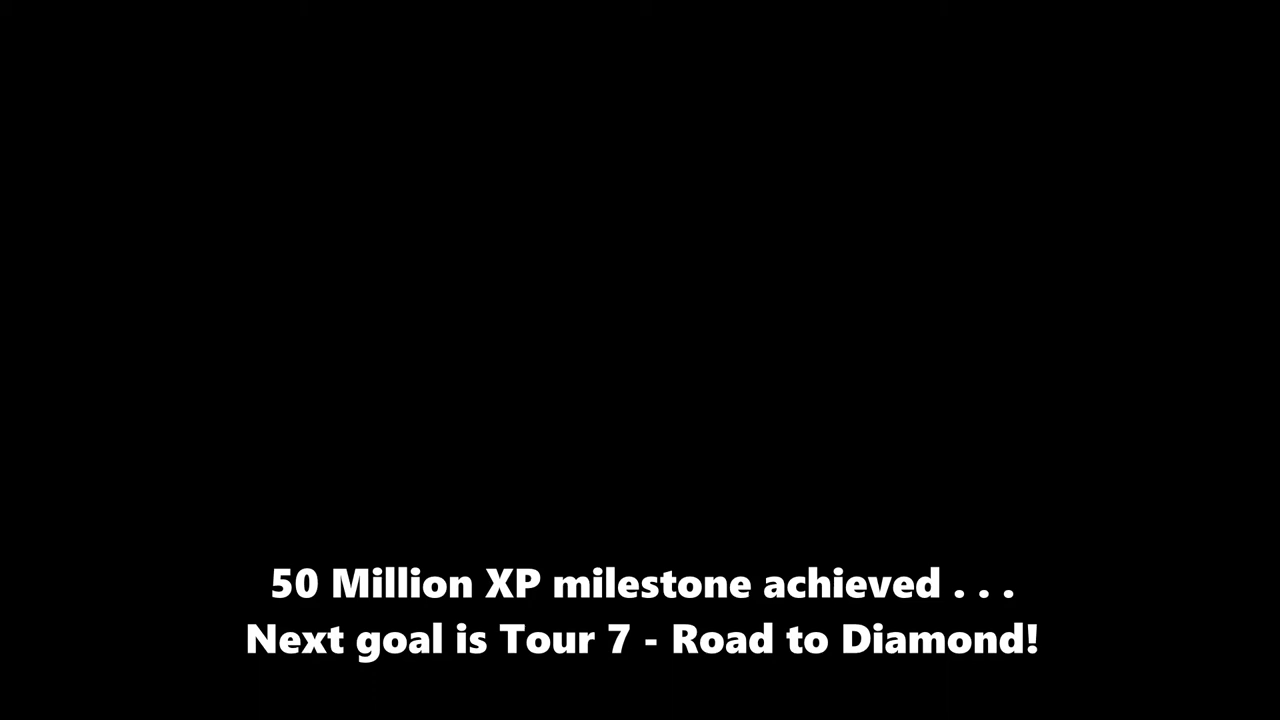 50 Million XP milestone achieved . . .
Next goal is Tour 7 - Road to Diamond!